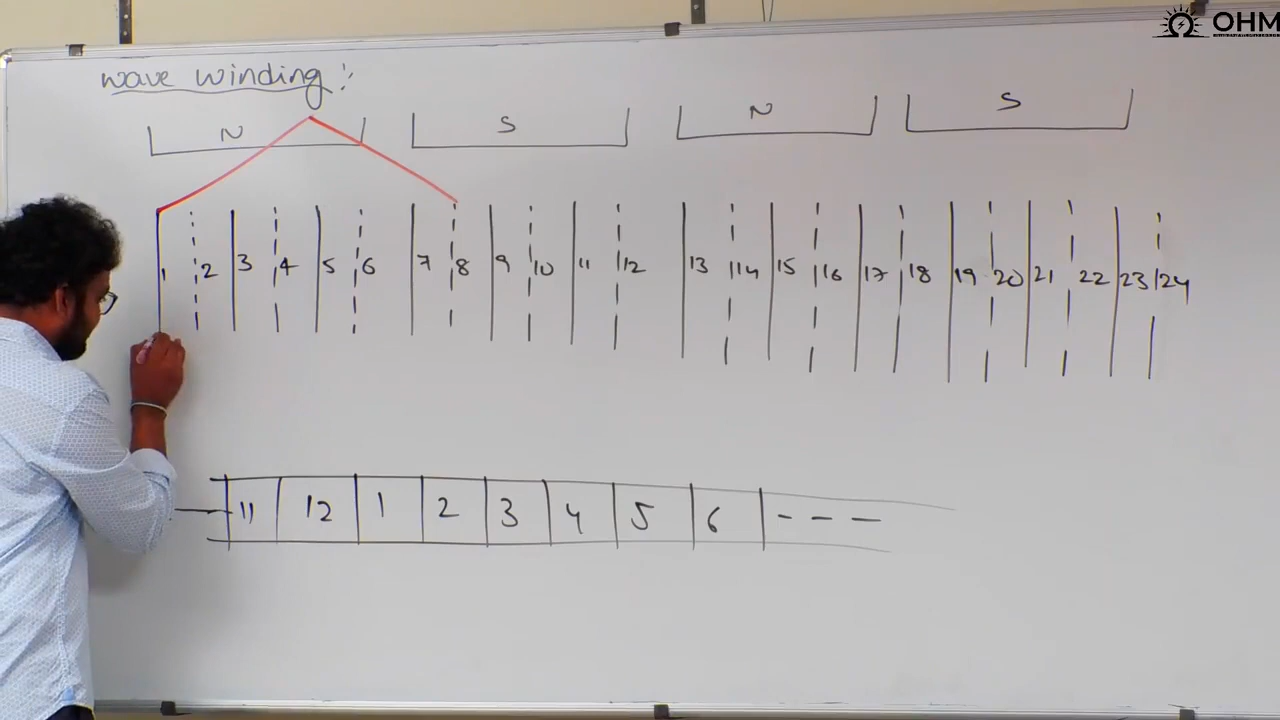 OHM
wave winding :
N S N S
1 2 3 4 5 6 7 8 9 10 11 12 13 14 15 16 17 18 19 20 21 22 23 24
11 12 1 2 3 4 5 6 - - -